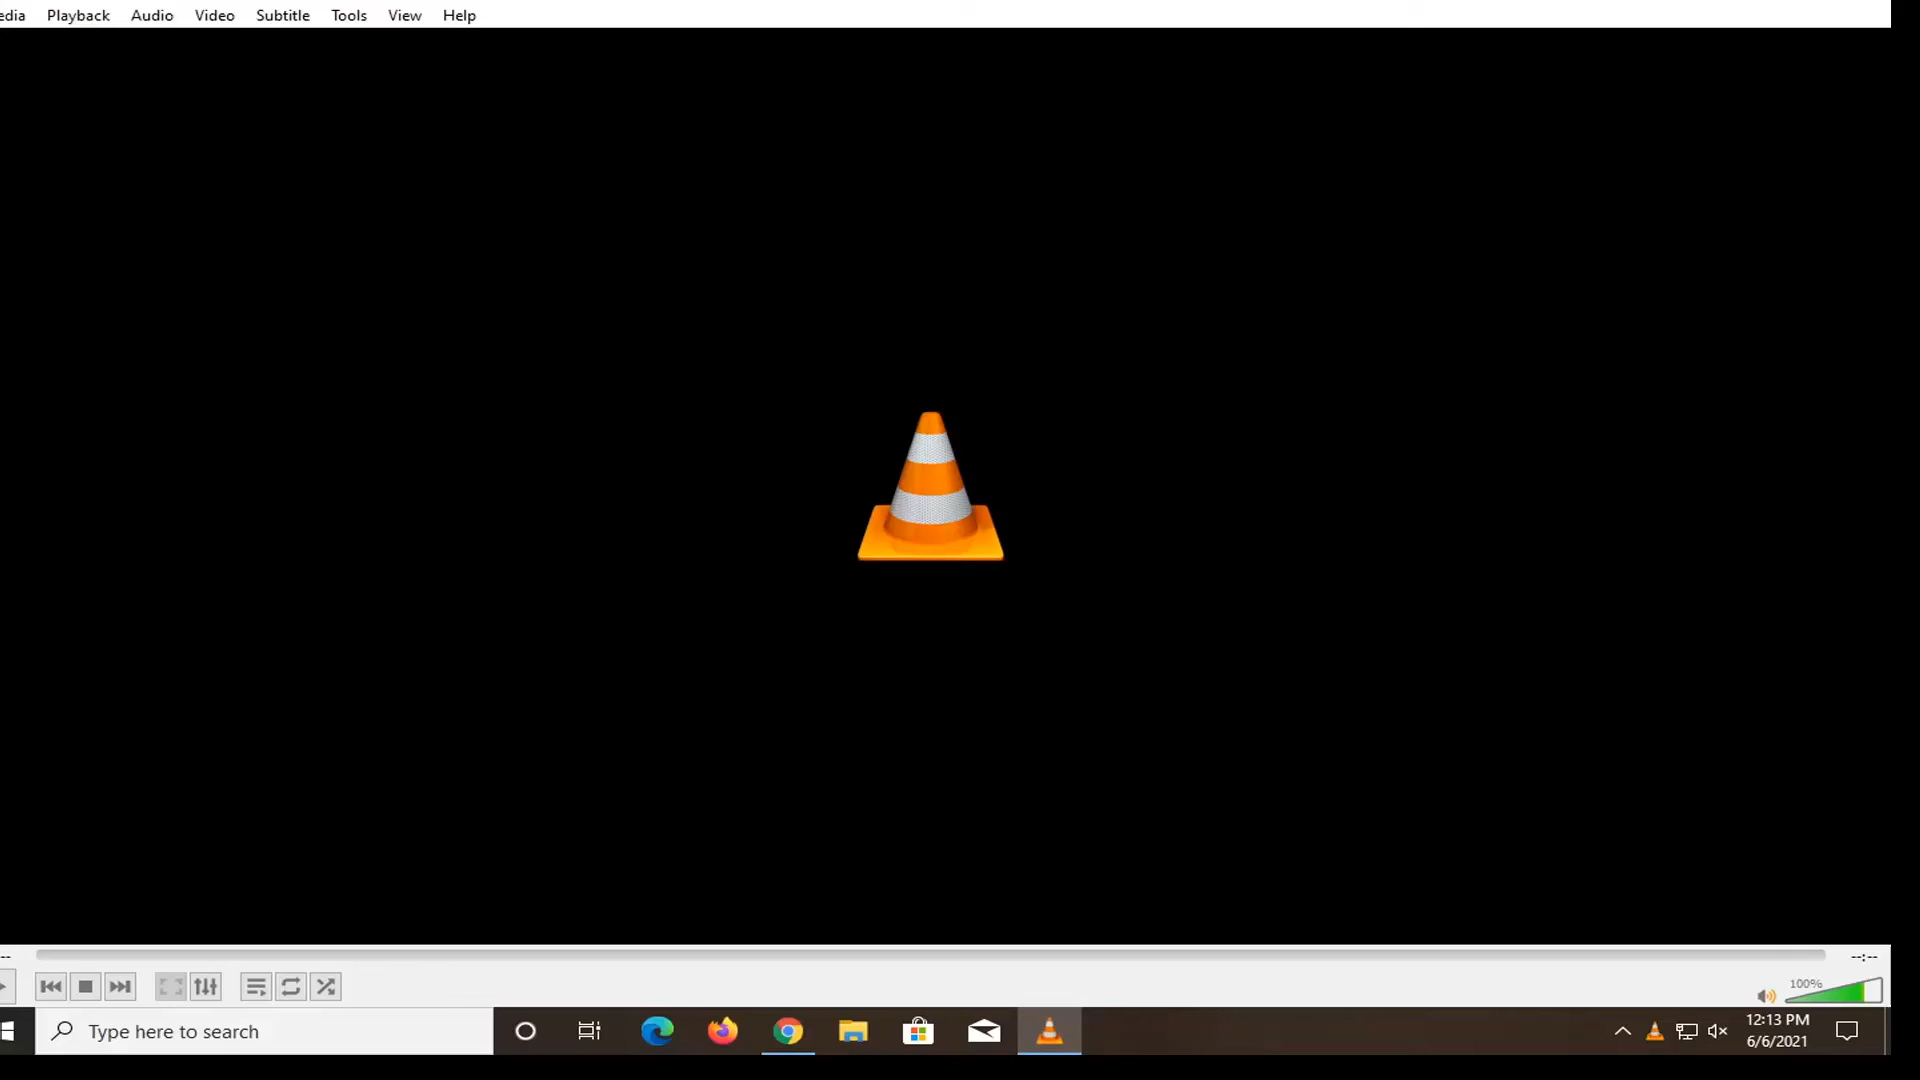 edia Playback Audio Video Subtitle Tools View Help
-- --:--
100%
Type here to search
12:13 PM
6/6/2021